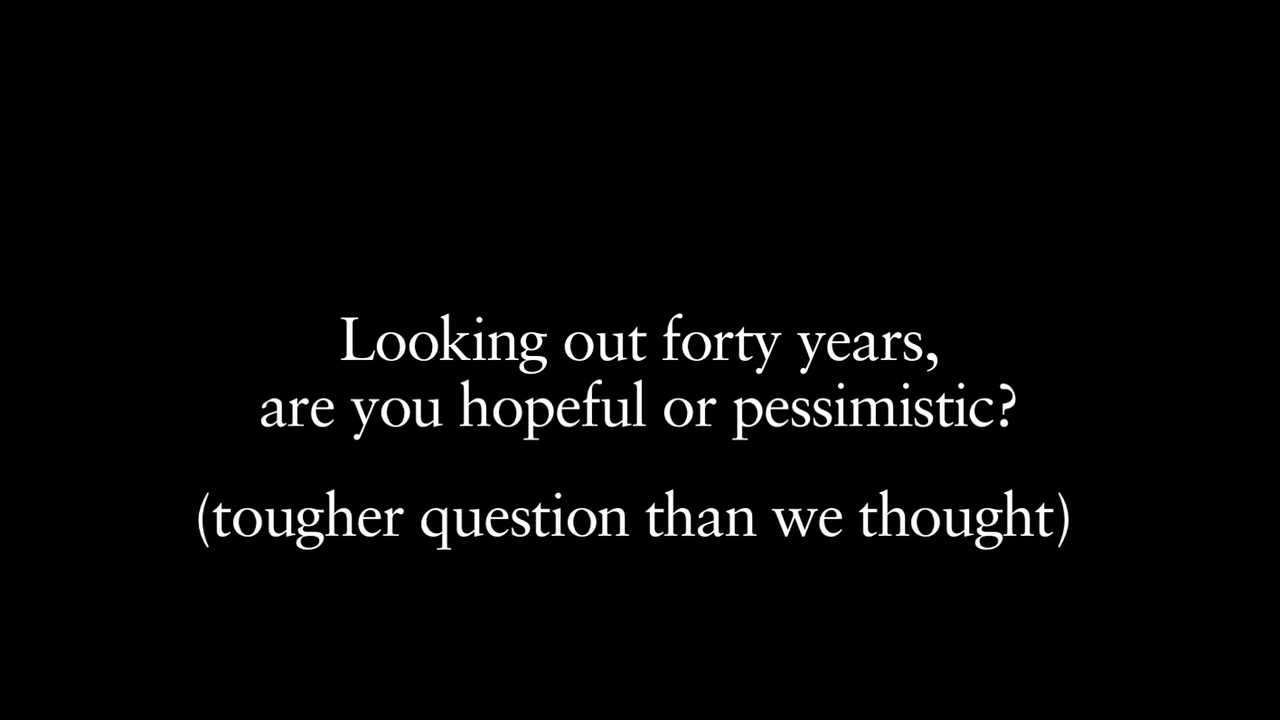 Looking out forty years,
are you hopeful or pessimistic?
(tougher question than we thought)